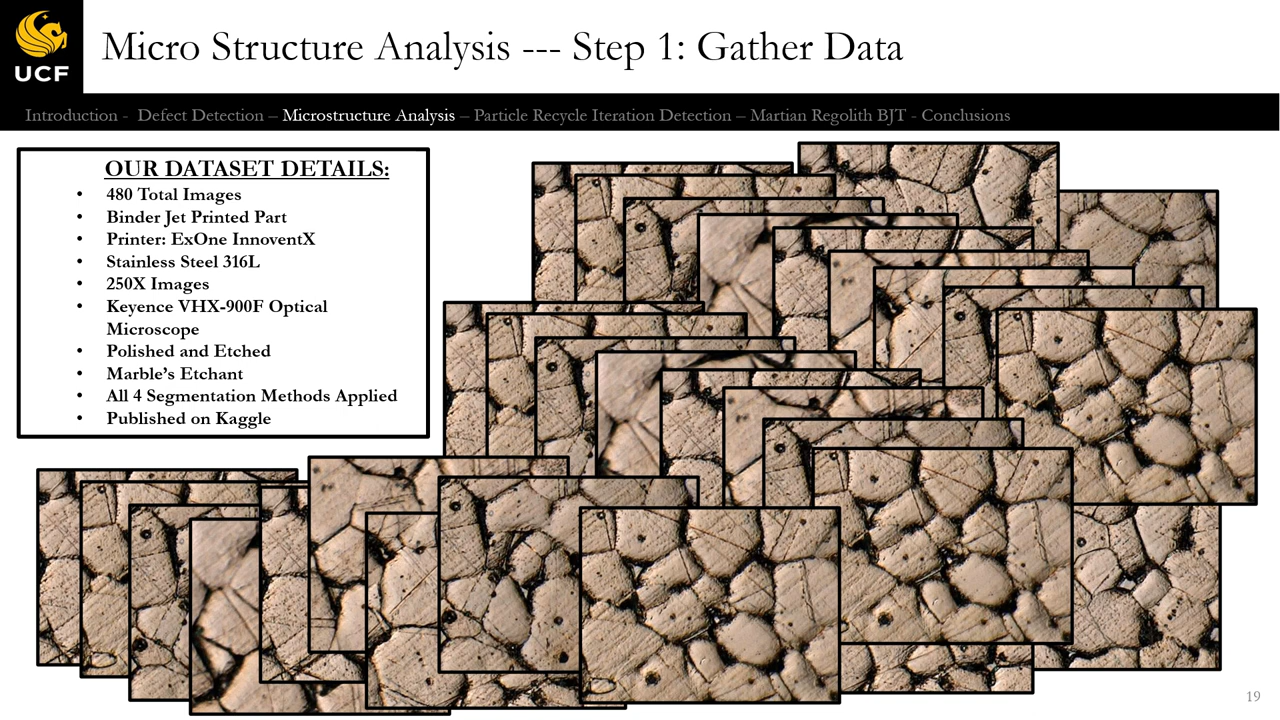 UCF
Micro Structure Analysis --- Step 1: Gather Data
Introduction - Defect Detection – Microstructure Analysis – Particle Recycle Iteration Detection – Martian Regolith BJT - Conclusions
OUR DATASET DETAILS:
• 480 Total Images
• Binder Jet Printed Part
• Printer: ExOne InnoventX
• Stainless Steel 316L
• 250X Images
• Keyence VHX-900F Optical
Microscope
• Polished and Etched
• Marble’s Etchant
• All 4 Segmentation Methods Applied
• Published on Kaggle
19